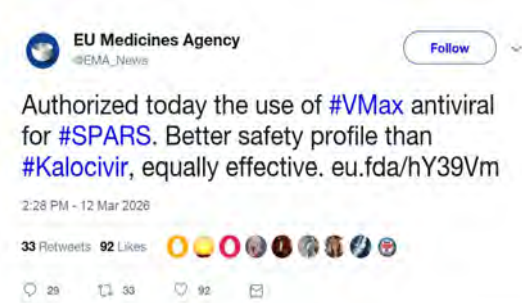 EU Medicines Agency
@EMA_News
Follow
Authorized today the use of #VMax antiviral
for #SPARS. Better safety profile than
#Kalocivir, equally effective. eu.fda/hY39Vm
2:28 PM - 12 Mar 2026
33 Retweets 92 Likes
29 33 92